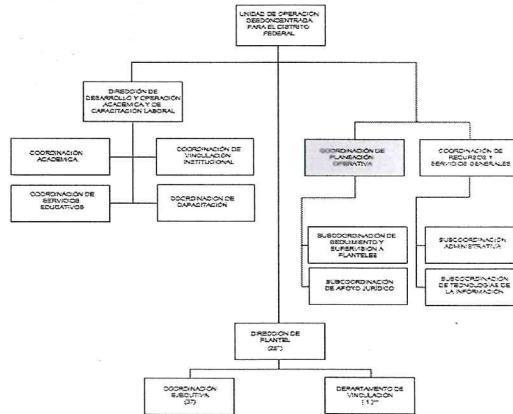 UNIDAD DE OPERACIÓN
DESCONCENTRADA
PARA EL DISTRITO
FEDERAL
DIRECCIÓN DE
DESARROLLO Y OPERACIÓN
ACADÉMICA Y DE
CAPACITACIÓN LABORAL
COORDINACIÓN
ACADÉMICA
COORDINACIÓN DE
VINCULACIÓN
INSTITUCIONAL
COORDINACIÓN DE
SERVICIOS
EDUCATIVOS
COORDINACIÓN DE
CAPACITACIÓN
COORDINACIÓN DE
PLANEACIÓN
OPERATIVA
COORDINACIÓN DE
RECURSOS Y
SERVICIOS GENERALES
SUBCOORDINACIÓN DE
SEGUIMIENTO Y
SUPERVISIÓN A
PLANTELES
SUBCOORDINACIÓN
DE APOYO JURÍDICO
SUBCOORDINACIÓN
ADMINISTRATIVA
SUBCOORDINACIÓN
DE TECNOLOGÍAS DE
LA INFORMACIÓN
DIRECCIÓN DE
PLANTEL
COORDINACIÓN
EJECUTIVA
(37)
DEPARTAMENTO DE
VINCULACIÓN